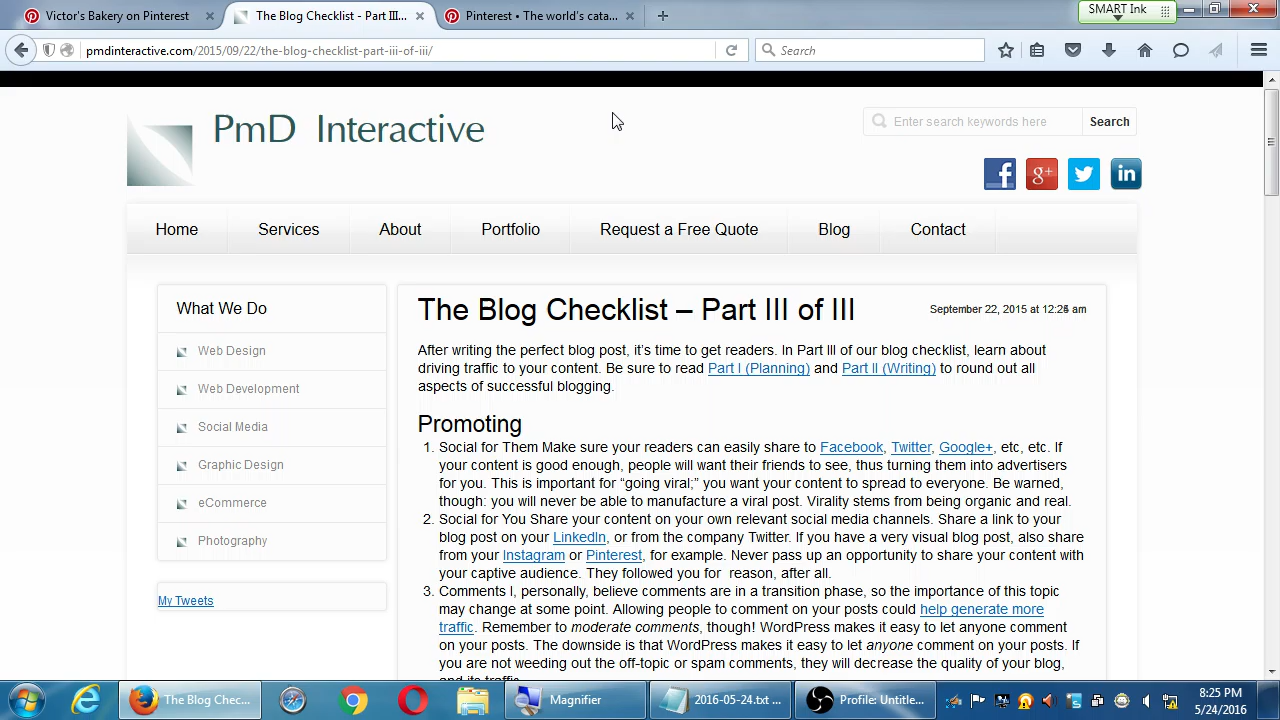 Victor's Bakery on Pinterest
The Blog Checklist - Part III...
Pinterest • The world's cata...
SMART Ink
pmdinteractive.com/2015/09/22/the-blog-checklist-part-iii-of-iii/
Search
PmD Interactive
Enter search keywords here
Search
f
g+
in
Home
Services
About
Portfolio
Request a Free Quote
Blog
Contact
What We Do
Web Design
Web Development
Social Media
Graphic Design
eCommerce
Photography
My Tweets
The Blog Checklist – Part III of III
September 22, 2015 at am
After writing the perfect blog post, it's time to get readers. In Part III of our blog checklist, learn about
driving traffic to your content. Be sure to read Part I (Planning) and Part II (Writing) to round out all
aspects of successful blogging.
Promoting
1. Social for Them Make sure your readers can easily share to Facebook, Twitter, Google+, etc, etc. If
your content is good enough, people will want their friends to see, thus turning them into advertisers
for you. This is important for “going viral;” you want your content to spread to everyone. Be warned,
though: you will never be able to manufacture a viral post. Virality stems from being organic and real.
2. Social for You Share your content on your own relevant social media channels. Share a link to your
blog post on your LinkedIn, or from the company Twitter. If you have a very visual blog post, also share
from your Instagram or Pinterest, for example. Never pass up an opportunity to share your content with
your captive audience. They followed you for reason, after all.
3. Comments I, personally, believe comments are in a transition phase, so the importance of this topic
may change at some point. Allowing people to comment on your posts could help generate more
traffic. Remember to moderate comments, though! WordPress makes it easy to let anyone comment
on your posts. The downside is that WordPress makes it easy to let anyone comment on your posts. If
you are not weeding out the off-topic or spam comments, they will decrease the quality of your blog,
and its traffic.
The Blog Chec...
Magnifier
2016-05-24.txt ...
Profile: Untitle...
8:25 PM
5/24/2016